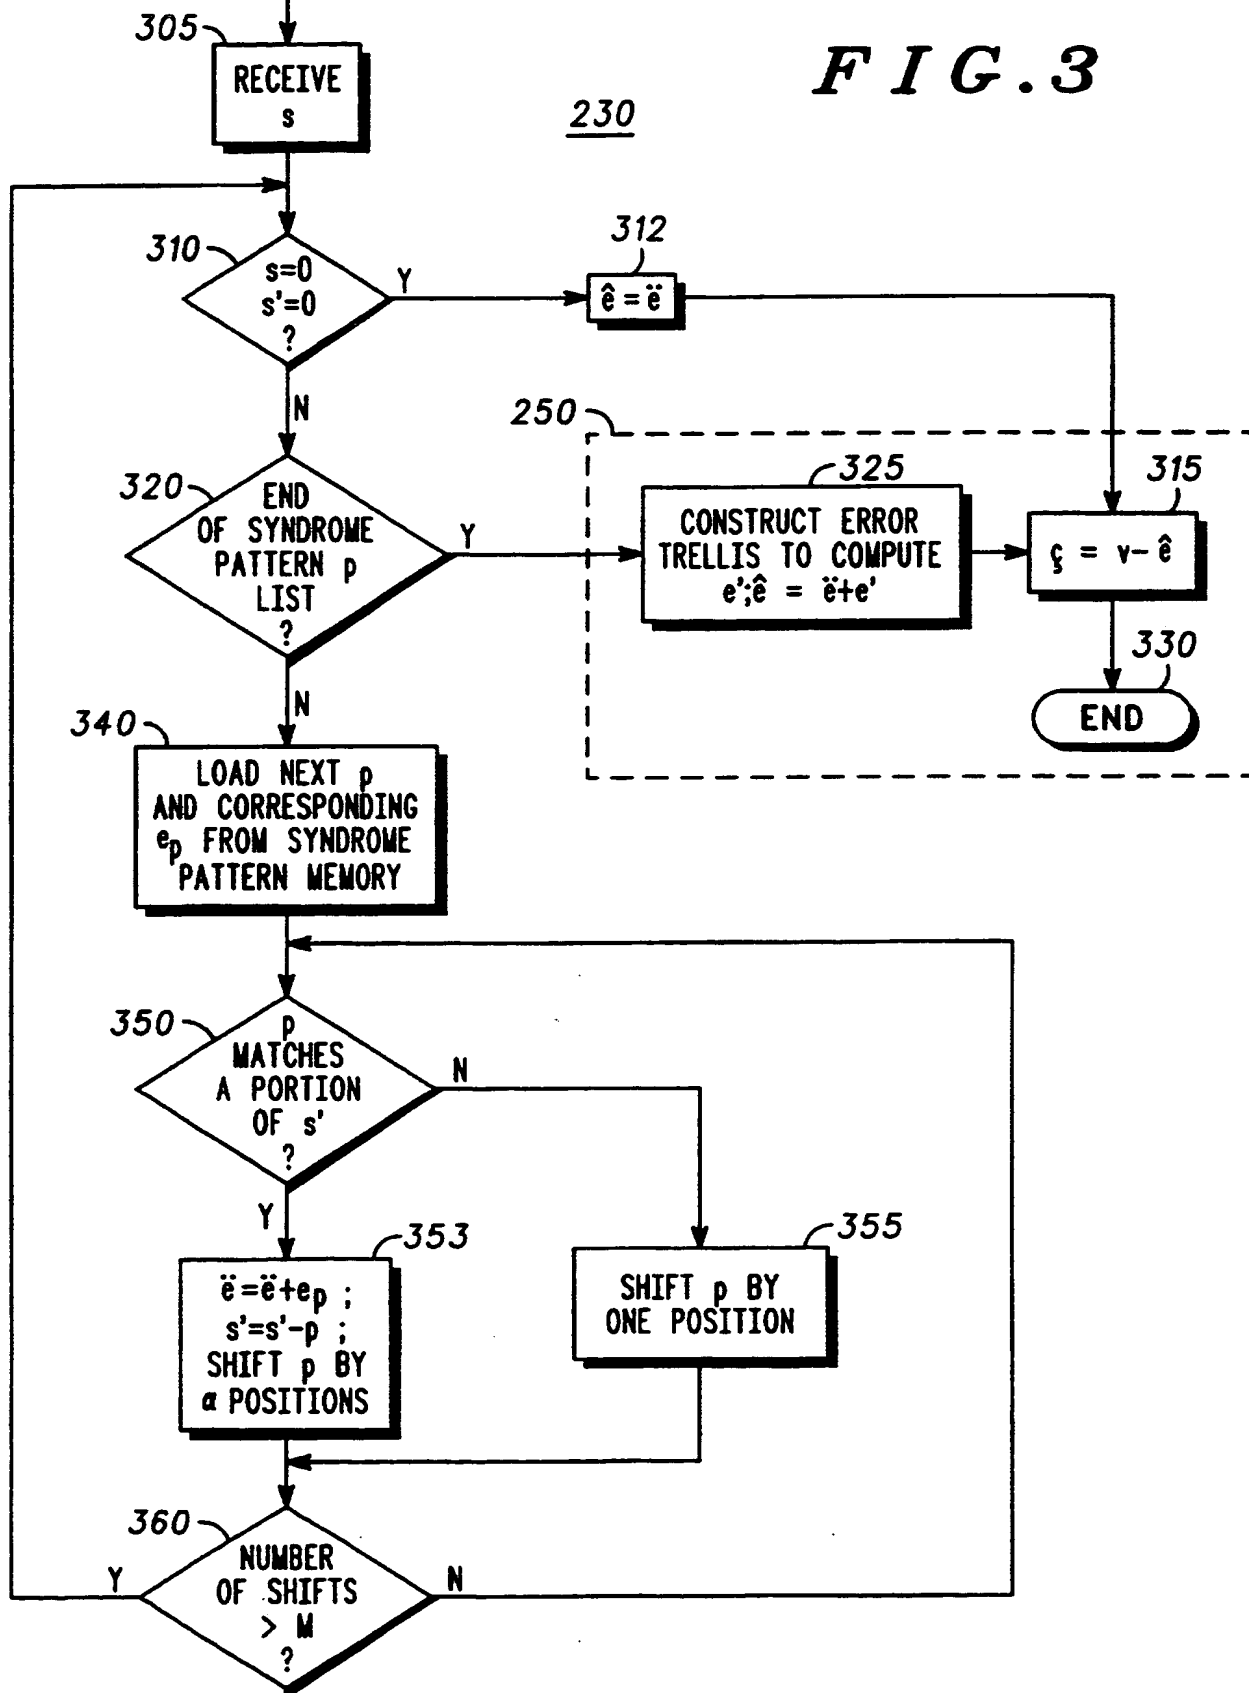 305
RECEIVE
s
FIG.3
230
310
s=0
s'=0
?
Y
N
312
ê = ë
250
320
END
OF SYNDROME
PATTERN p
LIST
?
Y
N
325
CONSTRUCT ERROR
TRELLIS TO COMPUTE
e';ê = ë+e'
315
ç = v-ê
330
END
340
LOAD NEXT p
AND CORRESPONDING
eₚ FROM SYNDROME
PATTERN MEMORY
350
p
MATCHES
A PORTION
OF s'
?
N
Y
353
ë=ë+eₚ ;
s'=s'-p ;
SHIFT p BY
α POSITIONS
355
SHIFT p BY
ONE POSITION
360
NUMBER
OF SHIFTS
> M
?
Y
N